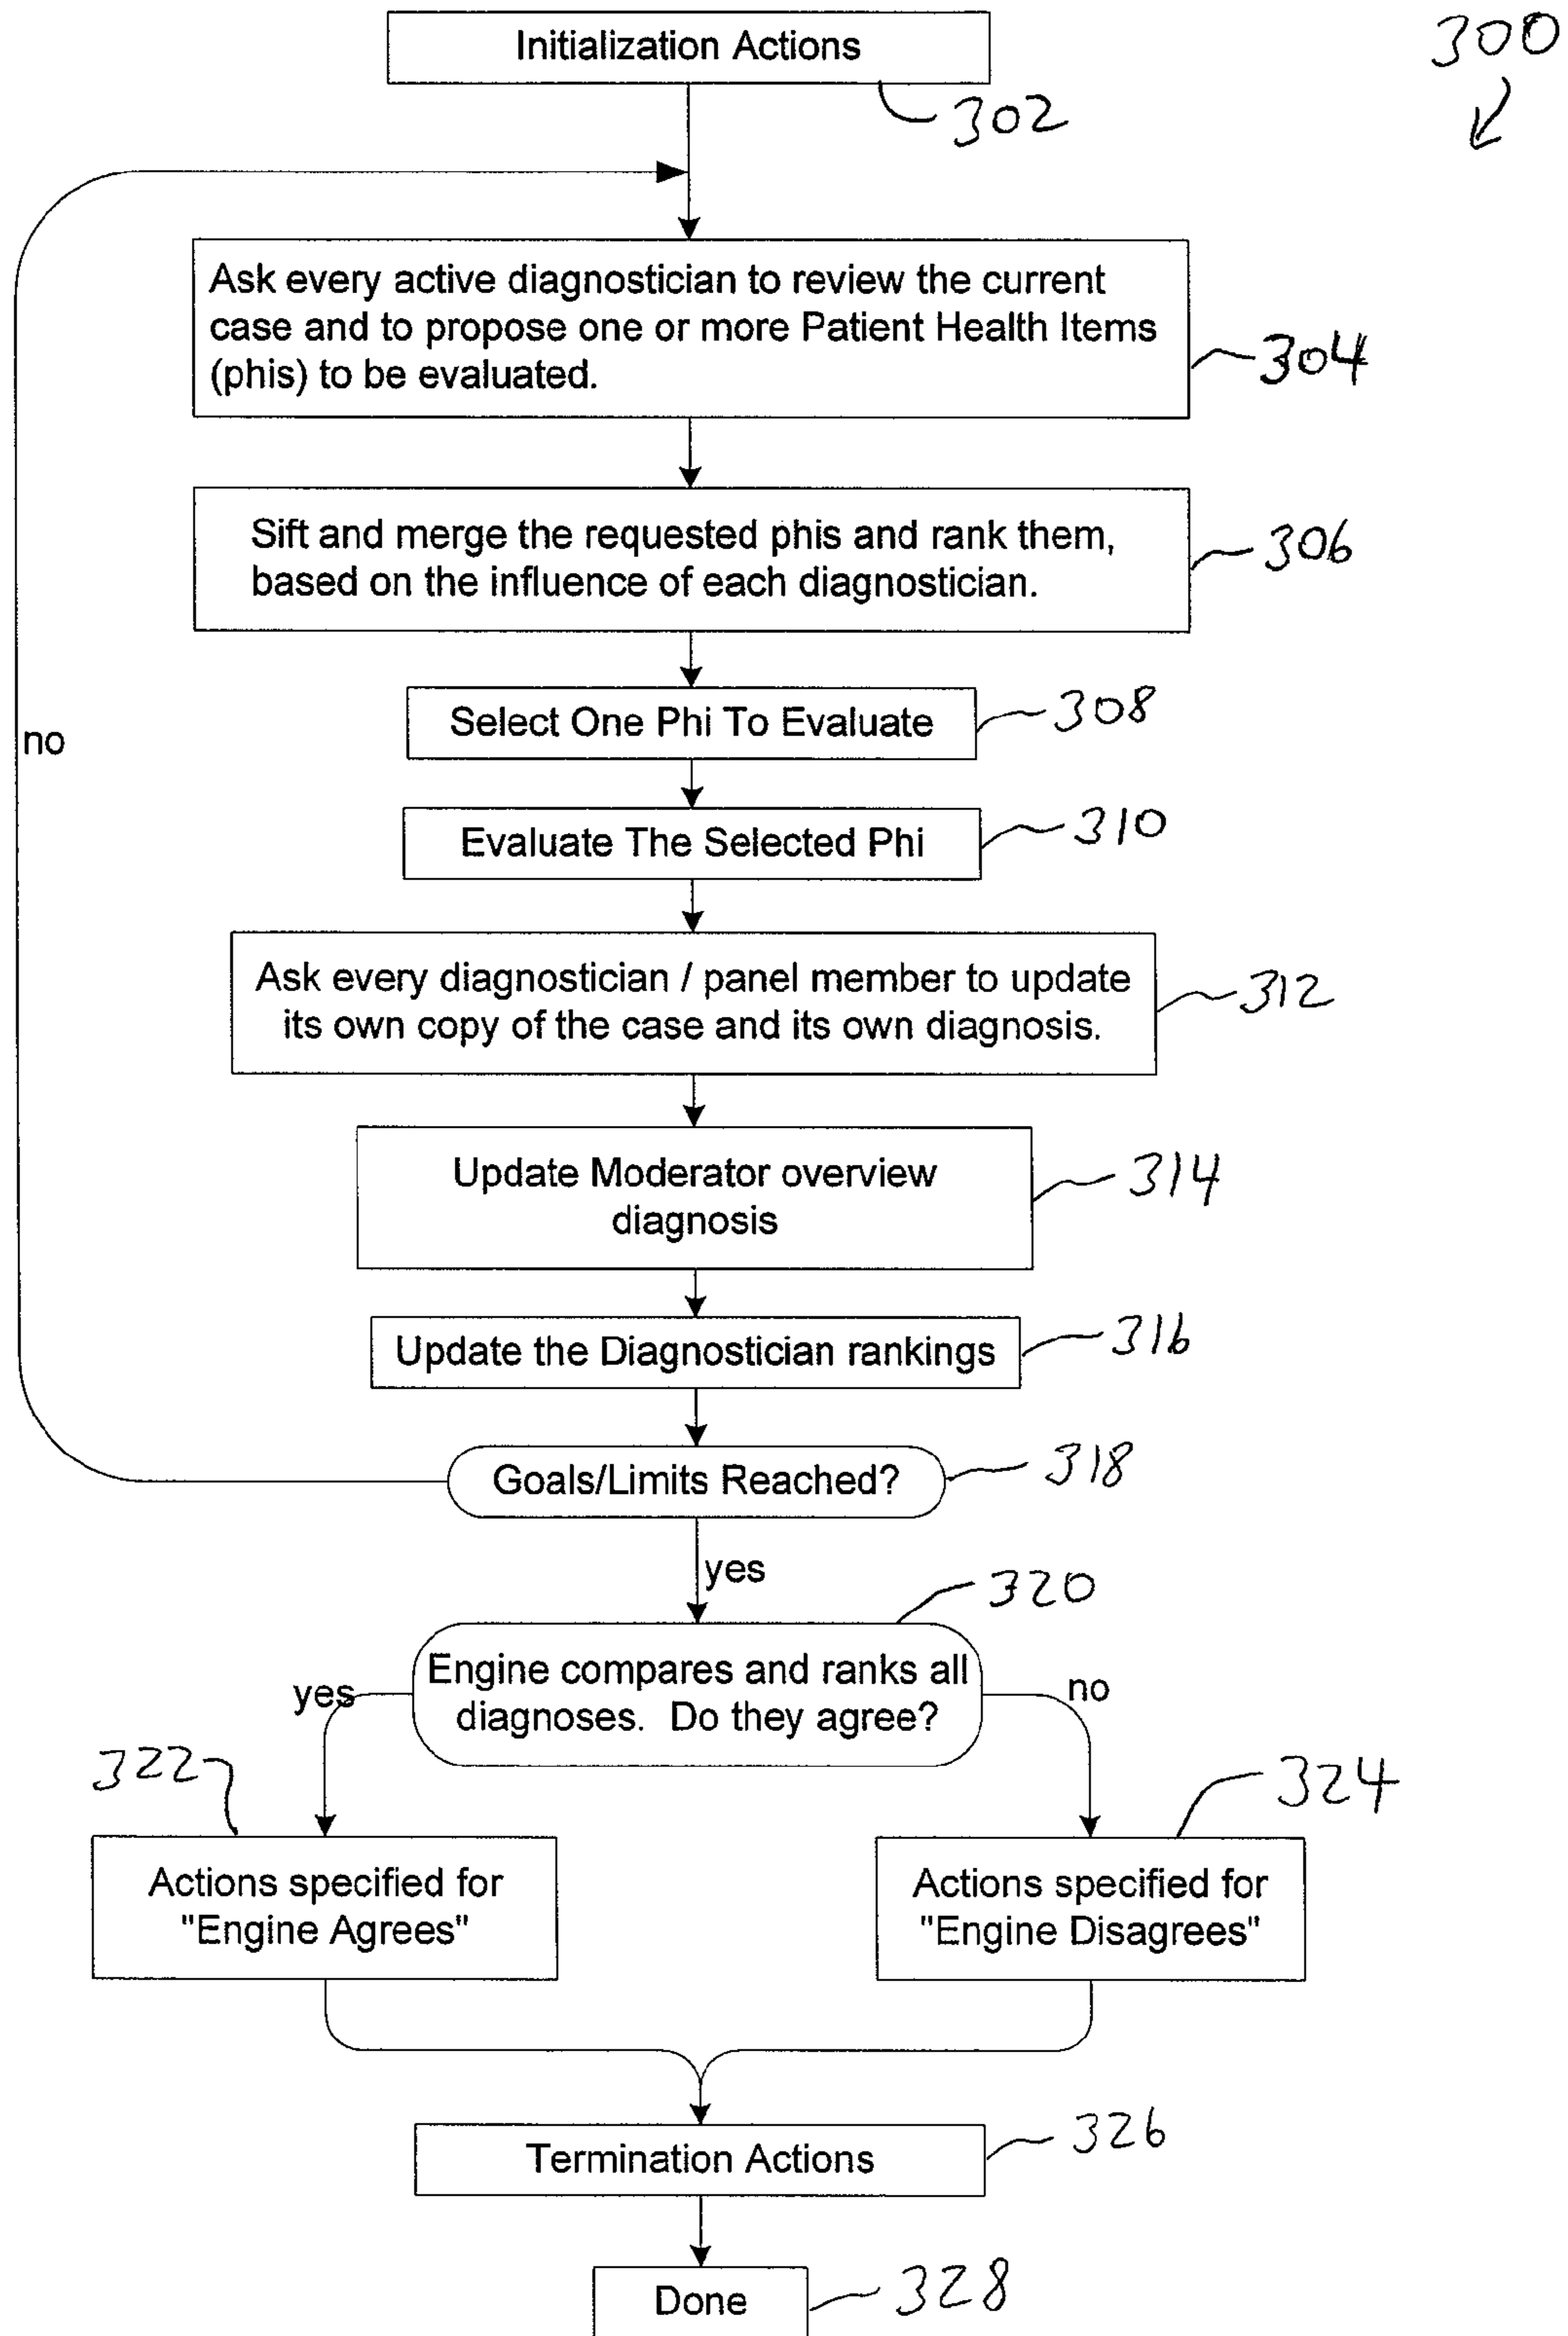 300
Initialization Actions
302
Ask every active diagnostician to review the current
case and to propose one or more Patient Health Items
(phis) to be evaluated.
304
Sift and merge the requested phis and rank them,
based on the influence of each diagnostician.
306
Select One Phi To Evaluate
308
no
Evaluate The Selected Phi
310
Ask every diagnostician / panel member to update
its own copy of the case and its own diagnosis.
312
Update Moderator overview
diagnosis
314
Update the Diagnostician rankings
316
Goals/Limits Reached?
318
yes
320
Engine compares and ranks all
diagnoses. Do they agree?
yes
no
322
324
Actions specified for
"Engine Agrees"
Actions specified for
"Engine Disagrees"
Termination Actions
326
Done
328